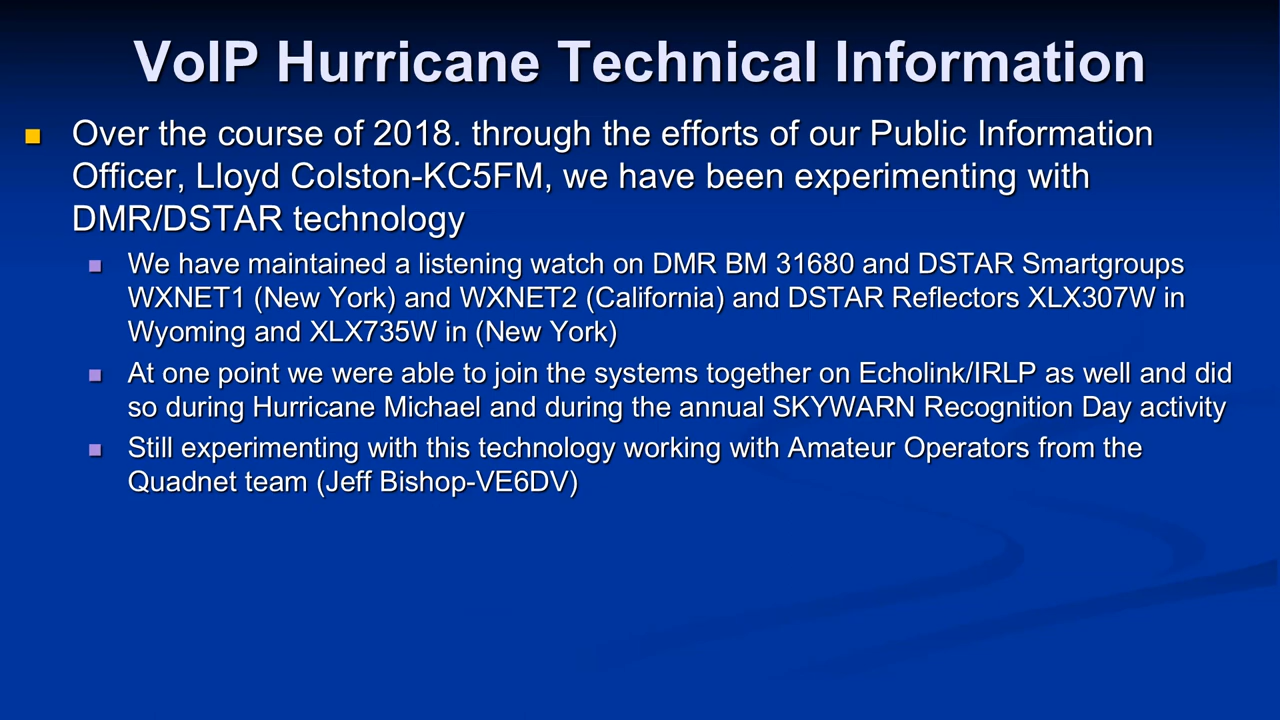 VoIP Hurricane Technical Information
Over the course of 2018. through the efforts of our Public Information
Officer, Lloyd Colston-KC5FM, we have been experimenting with
DMR/DSTAR technology
We have maintained a listening watch on DMR BM 31680 and DSTAR Smartgroups
WXNET1 (New York) and WXNET2 (California) and DSTAR Reflectors XLX307W in
Wyoming and XLX735W in (New York)
At one point we were able to join the systems together on Echolink/IRLP as well and did
so during Hurricane Michael and during the annual SKYWARN Recognition Day activity
Still experimenting with this technology working with Amateur Operators from the
Quadnet team (Jeff Bishop-VE6DV)